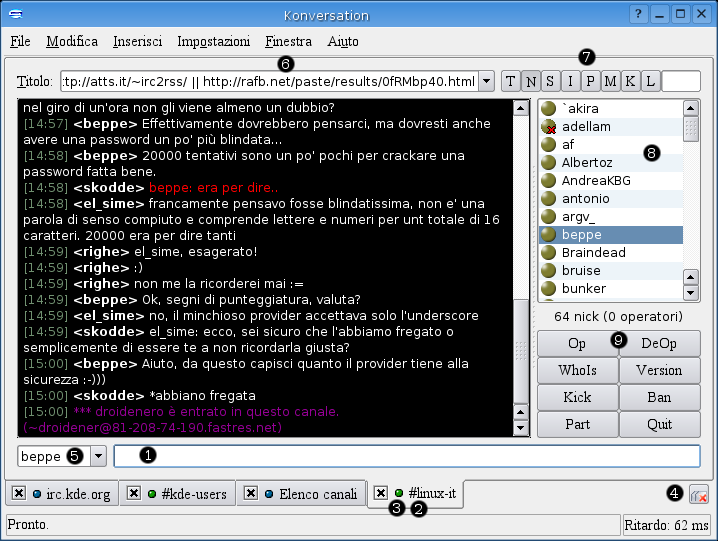 Konversation
File Modifica Inserisci Impostazioni Finestra Aiuto
6 7
Titolo: :tp://atts.it/~irc2rss/ || http://rafb.net/paste/results/0fRMbp40.html T N S I P M K L
nel giro di un'ora non gli viene almeno un dubbio?
[14:57] <beppe> Effettivamente dovrebbero pensarci, ma dovresti anche
avere una password un po' più blindata...
[14:58] <beppe> 20000 tentativi sono un po' pochi per crackare una
password fatta bene.
[14:58] <skodde> beppe: era per dire..
[14:59] <el_sime> francamente pensavo fosse blindatissima, non e' una
parola di senso compiuto e comprende lettere e numeri per unt totale di 16
caratteri. 20000 era per dire tanti
[14:59] <righe> el_sime, esagerato!
[14:59] <righe> :)
[14:59] <righe> non me la ricorderei mai :=
[14:59] <beppe> Ok, segni di punteggiatura, valuta?
[14:59] <el_sime> no, il minchioso provider accettava solo l'underscore
[14:59] <skodde> el_sime: ecco, sei sicuro che l'abbiamo fregato o
semplicemente di essere te a non ricordarla giusta?
[15:00] <beppe> Aiuto, da questo capisci quanto il provider tiene alla
sicurezza :-)))
[15:00] <skodde> *abbiano fregata
[15:00] *** droidenero è entrato in questo canale.
(~droidener@81-208-74-190.fastres.net)
`akira
adellam
af
8
Albertoz
AndreaKBG
antonio
argv_
beppe
Braindead
bruise
bunker
64 nick (0 operatori)
9
Op DeOp
WhoIs Version
Kick Ban
Part Quit
beppe 5 1
irc.kde.org #kde-users Elenco canali #linux-it 4
3 2
Pronto. Ritardo: 62 ms